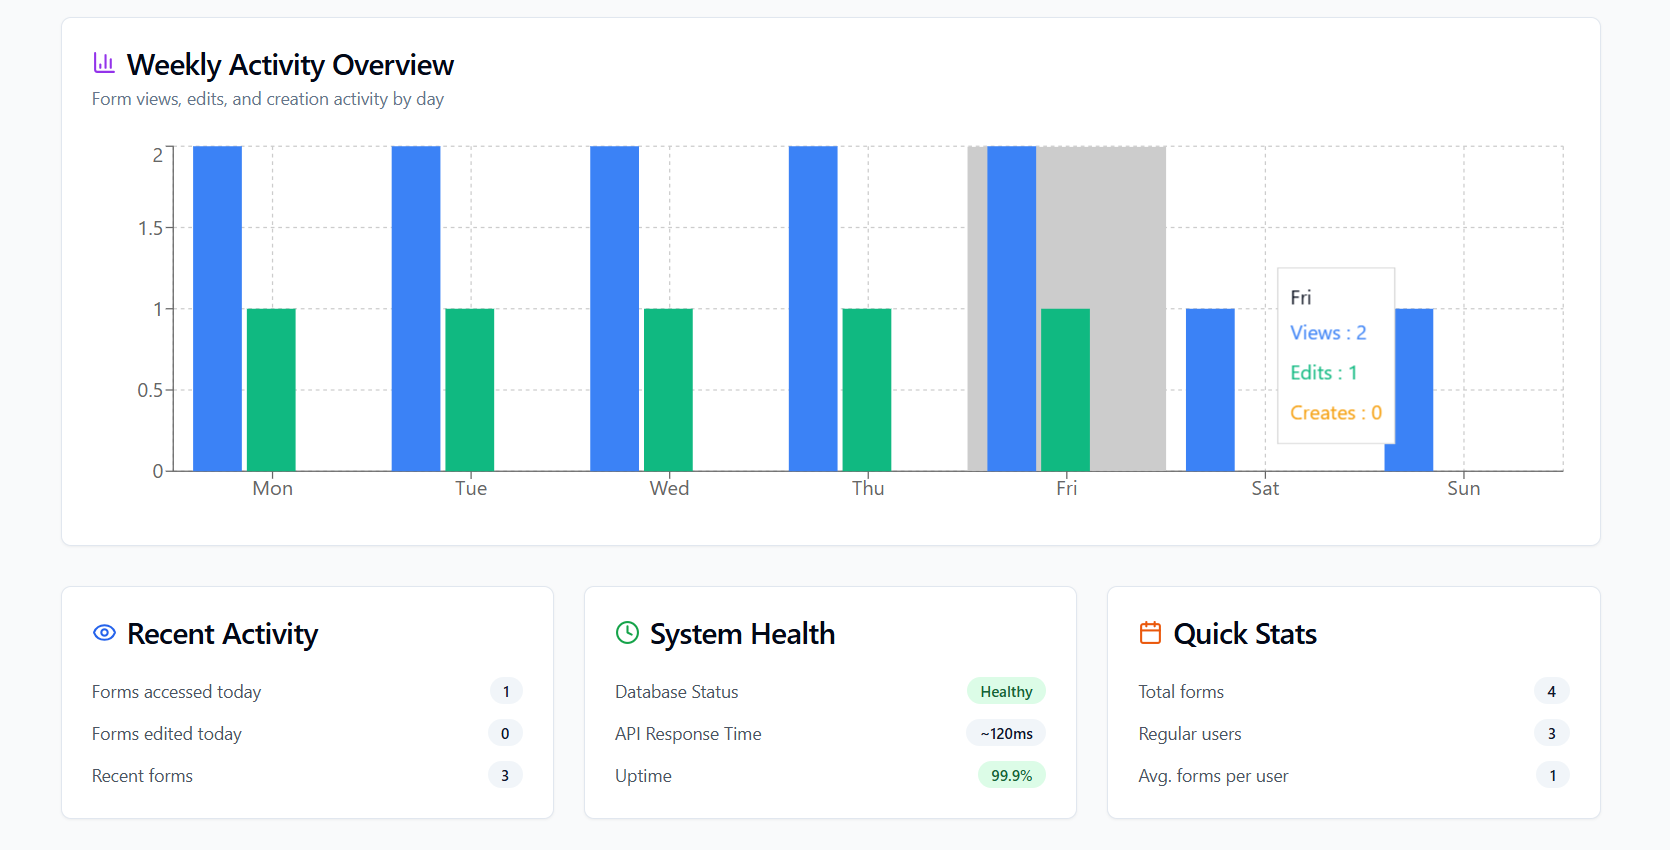 Weekly Activity Overview
Form views, edits, and creation activity by day
2
1.5
1
0.5
0
Mon Tue Wed Thu Fri Sat Sun
Fri
Views : 2
Edits : 1
Creates : 0
Recent Activity
Forms accessed today 1
Forms edited today 0
Recent forms 3
System Health
Database Status Healthy
API Response Time ~120ms
Uptime 99.9%
Quick Stats
Total forms 4
Regular users 3
Avg. forms per user 1